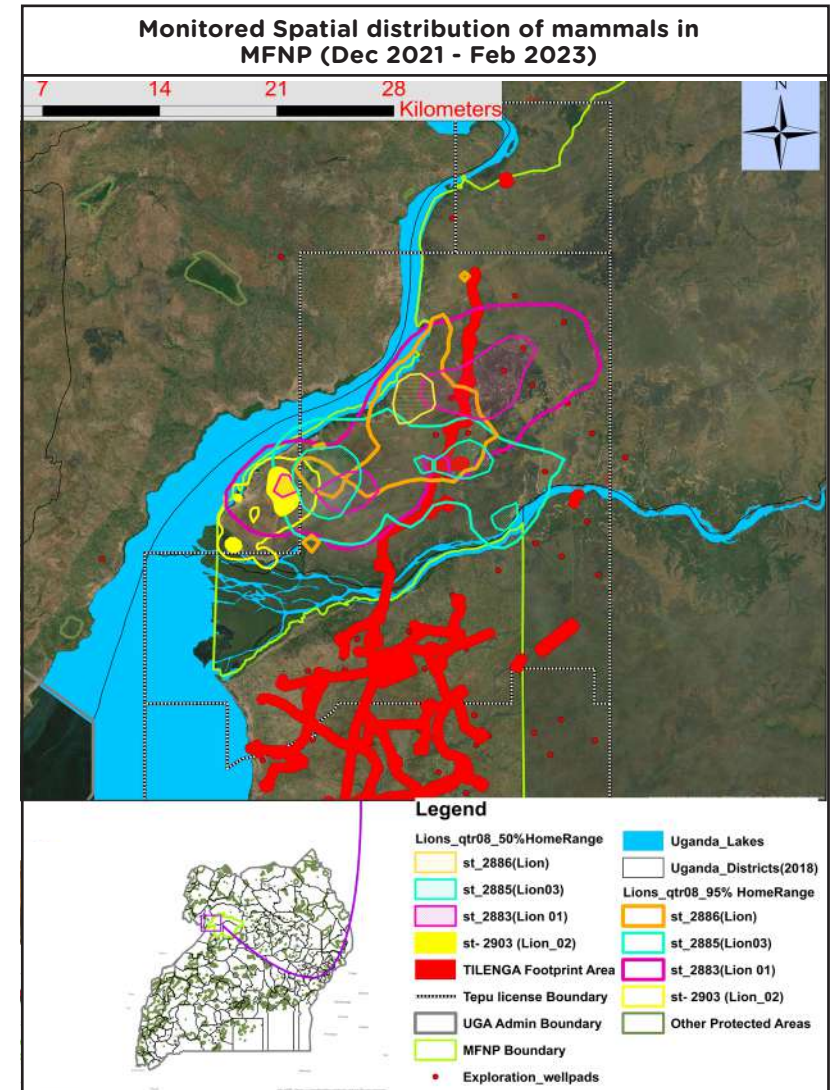 Monitored Spatial distribution of mammals in
MFNP (Dec 2021 - Feb 2023)
7 14 21 28
Kilometers
N
Legend
Lions_qtr08_50%HomeRange
st_2886(Lion)
st_2885(Lion03)
st_2883(Lion 01)
st- 2903 (Lion_02)
TILENGA Footprint Area
Tepu license Boundary
UGA Admin Boundary
MFNP Boundary
Exploration_wellpads
Uganda_Lakes
Uganda_Districts(2018)
Lions_qtr08_95% HomeRange
st_2886(Lion)
st_2885(Lion03)
st_2883(Lion 01)
st- 2903 (Lion_02)
Other Protected Areas